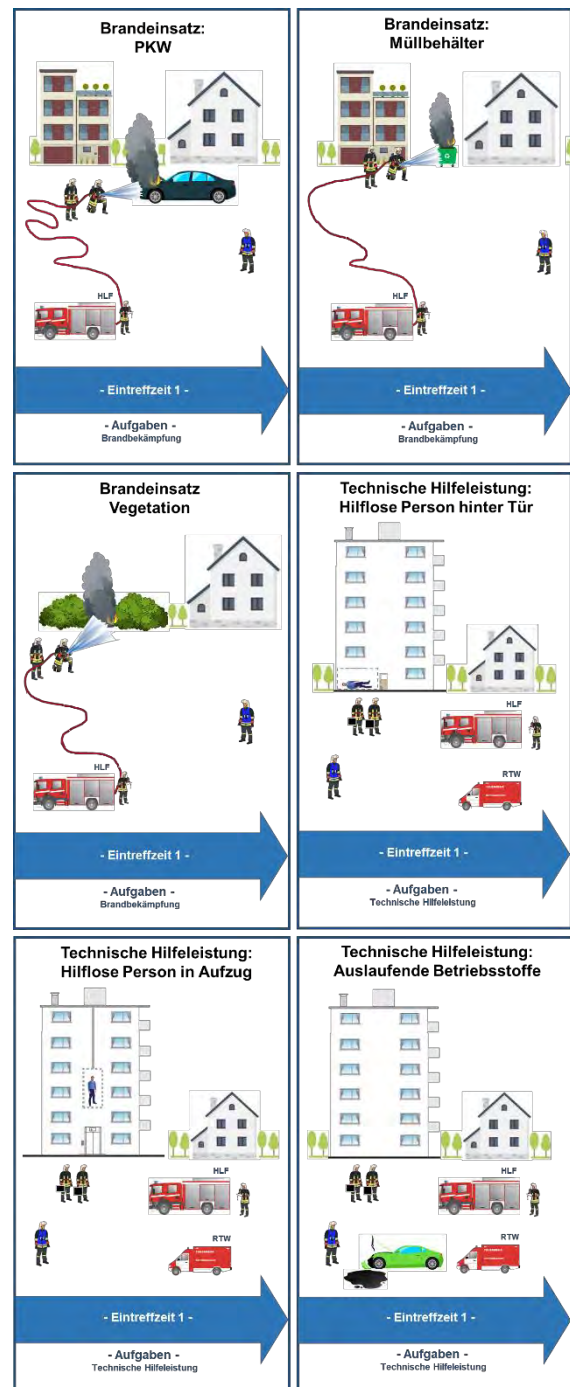 Brandeinsatz:
PKW
HLF
- Eintreffzeit 1 -
- Aufgaben -
Brandbekämpfung
Brandeinsatz:
Müllbehälter
HLF
- Eintreffzeit 1 -
- Aufgaben -
Brandbekämpfung
Brandeinsatz
Vegetation
HLF
- Eintreffzeit 1 -
- Aufgaben -
Brandbekämpfung
Technische Hilfeleistung:
Hilflose Person hinter Tür
HLF
RTW
- Eintreffzeit 1 -
- Aufgaben -
Technische Hilfeleistung
Technische Hilfeleistung:
Hilflose Person in Aufzug
HLF
RTW
- Eintreffzeit 1 -
- Aufgaben -
Technische Hilfeleistung
Technische Hilfeleistung:
Auslaufende Betriebsstoffe
HLF
RTW
- Eintreffzeit 1 -
- Aufgaben -
Technische Hilfeleistung